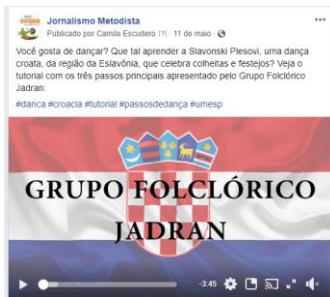 Jornalismo Metodista
Publicado por Camila Escudero [?] · 11 de maio ·
Você gosta de dançar? Que tal aprender a Slavonski Plesovi, uma dança
croata, da região da Eslavônia, que celebra colheitas e festejos? Veja o
tutorial com os três passos principais apresentado pelo Grupo Folclórico
Jadran:
#danca #croacia #tutorial #passosdedança #umesp
GRUPO FOLCLÓRICO
JADRAN
-3:45